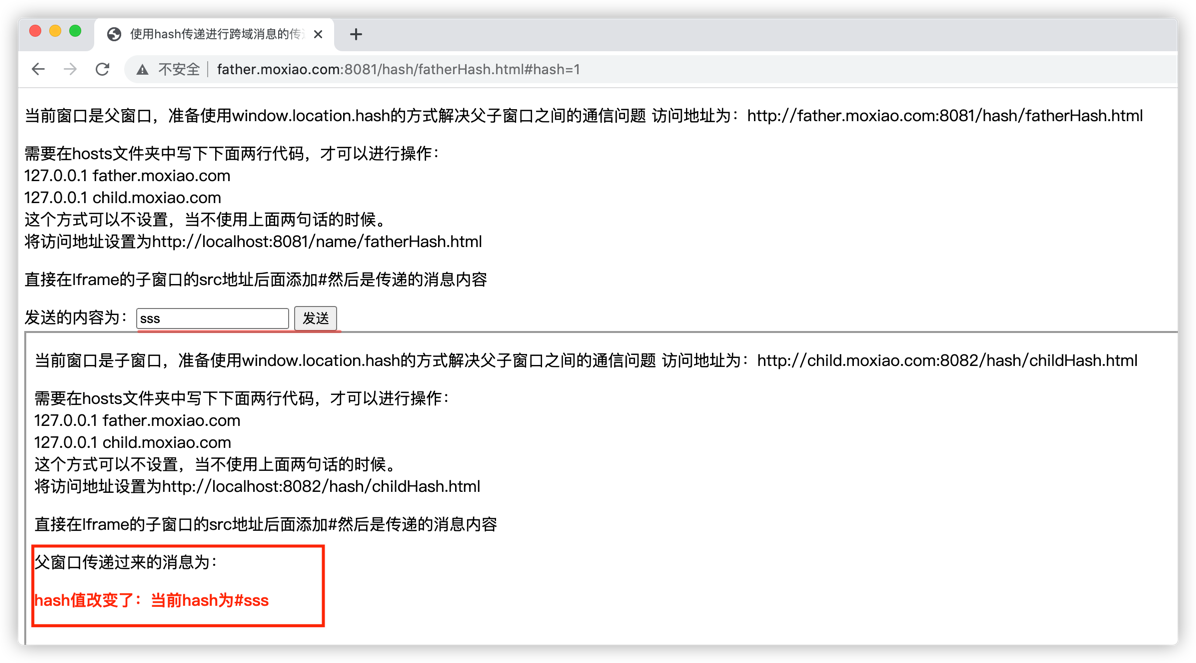 使用hash传递进行跨域消息的传
不安全 father.moxiao.com:8081/hash/fatherHash.html#hash=1
当前窗口是父窗口，准备使用window.location.hash的方式解决父子窗口之间的通信问题 访问地址为：http://father.moxiao.com:8081/hash/fatherHash.html
需要在hosts文件夹中写下下面两行代码，才可以进行操作：
127.0.0.1 father.moxiao.com
127.0.0.1 child.moxiao.com
这个方式可以不设置，当不使用上面两句话的时候。
将访问地址设置为http://localhost:8081/name/fatherHash.html
直接在Iframe的子窗口的src地址后面添加#然后是传递的消息内容
发送的内容为：sss 发送
当前窗口是子窗口，准备使用window.location.hash的方式解决父子窗口之间的通信问题 访问地址为：http://child.moxiao.com:8082/hash/childHash.html
需要在hosts文件夹中写下下面两行代码，才可以进行操作：
127.0.0.1 father.moxiao.com
127.0.0.1 child.moxiao.com
这个方式可以不设置，当不使用上面两句话的时候。
将访问地址设置为http://localhost:8082/hash/childHash.html
直接在Iframe的子窗口的src地址后面添加#然后是传递的消息内容
父窗口传递过来的消息为：
hash值改变了：当前hash为#sss